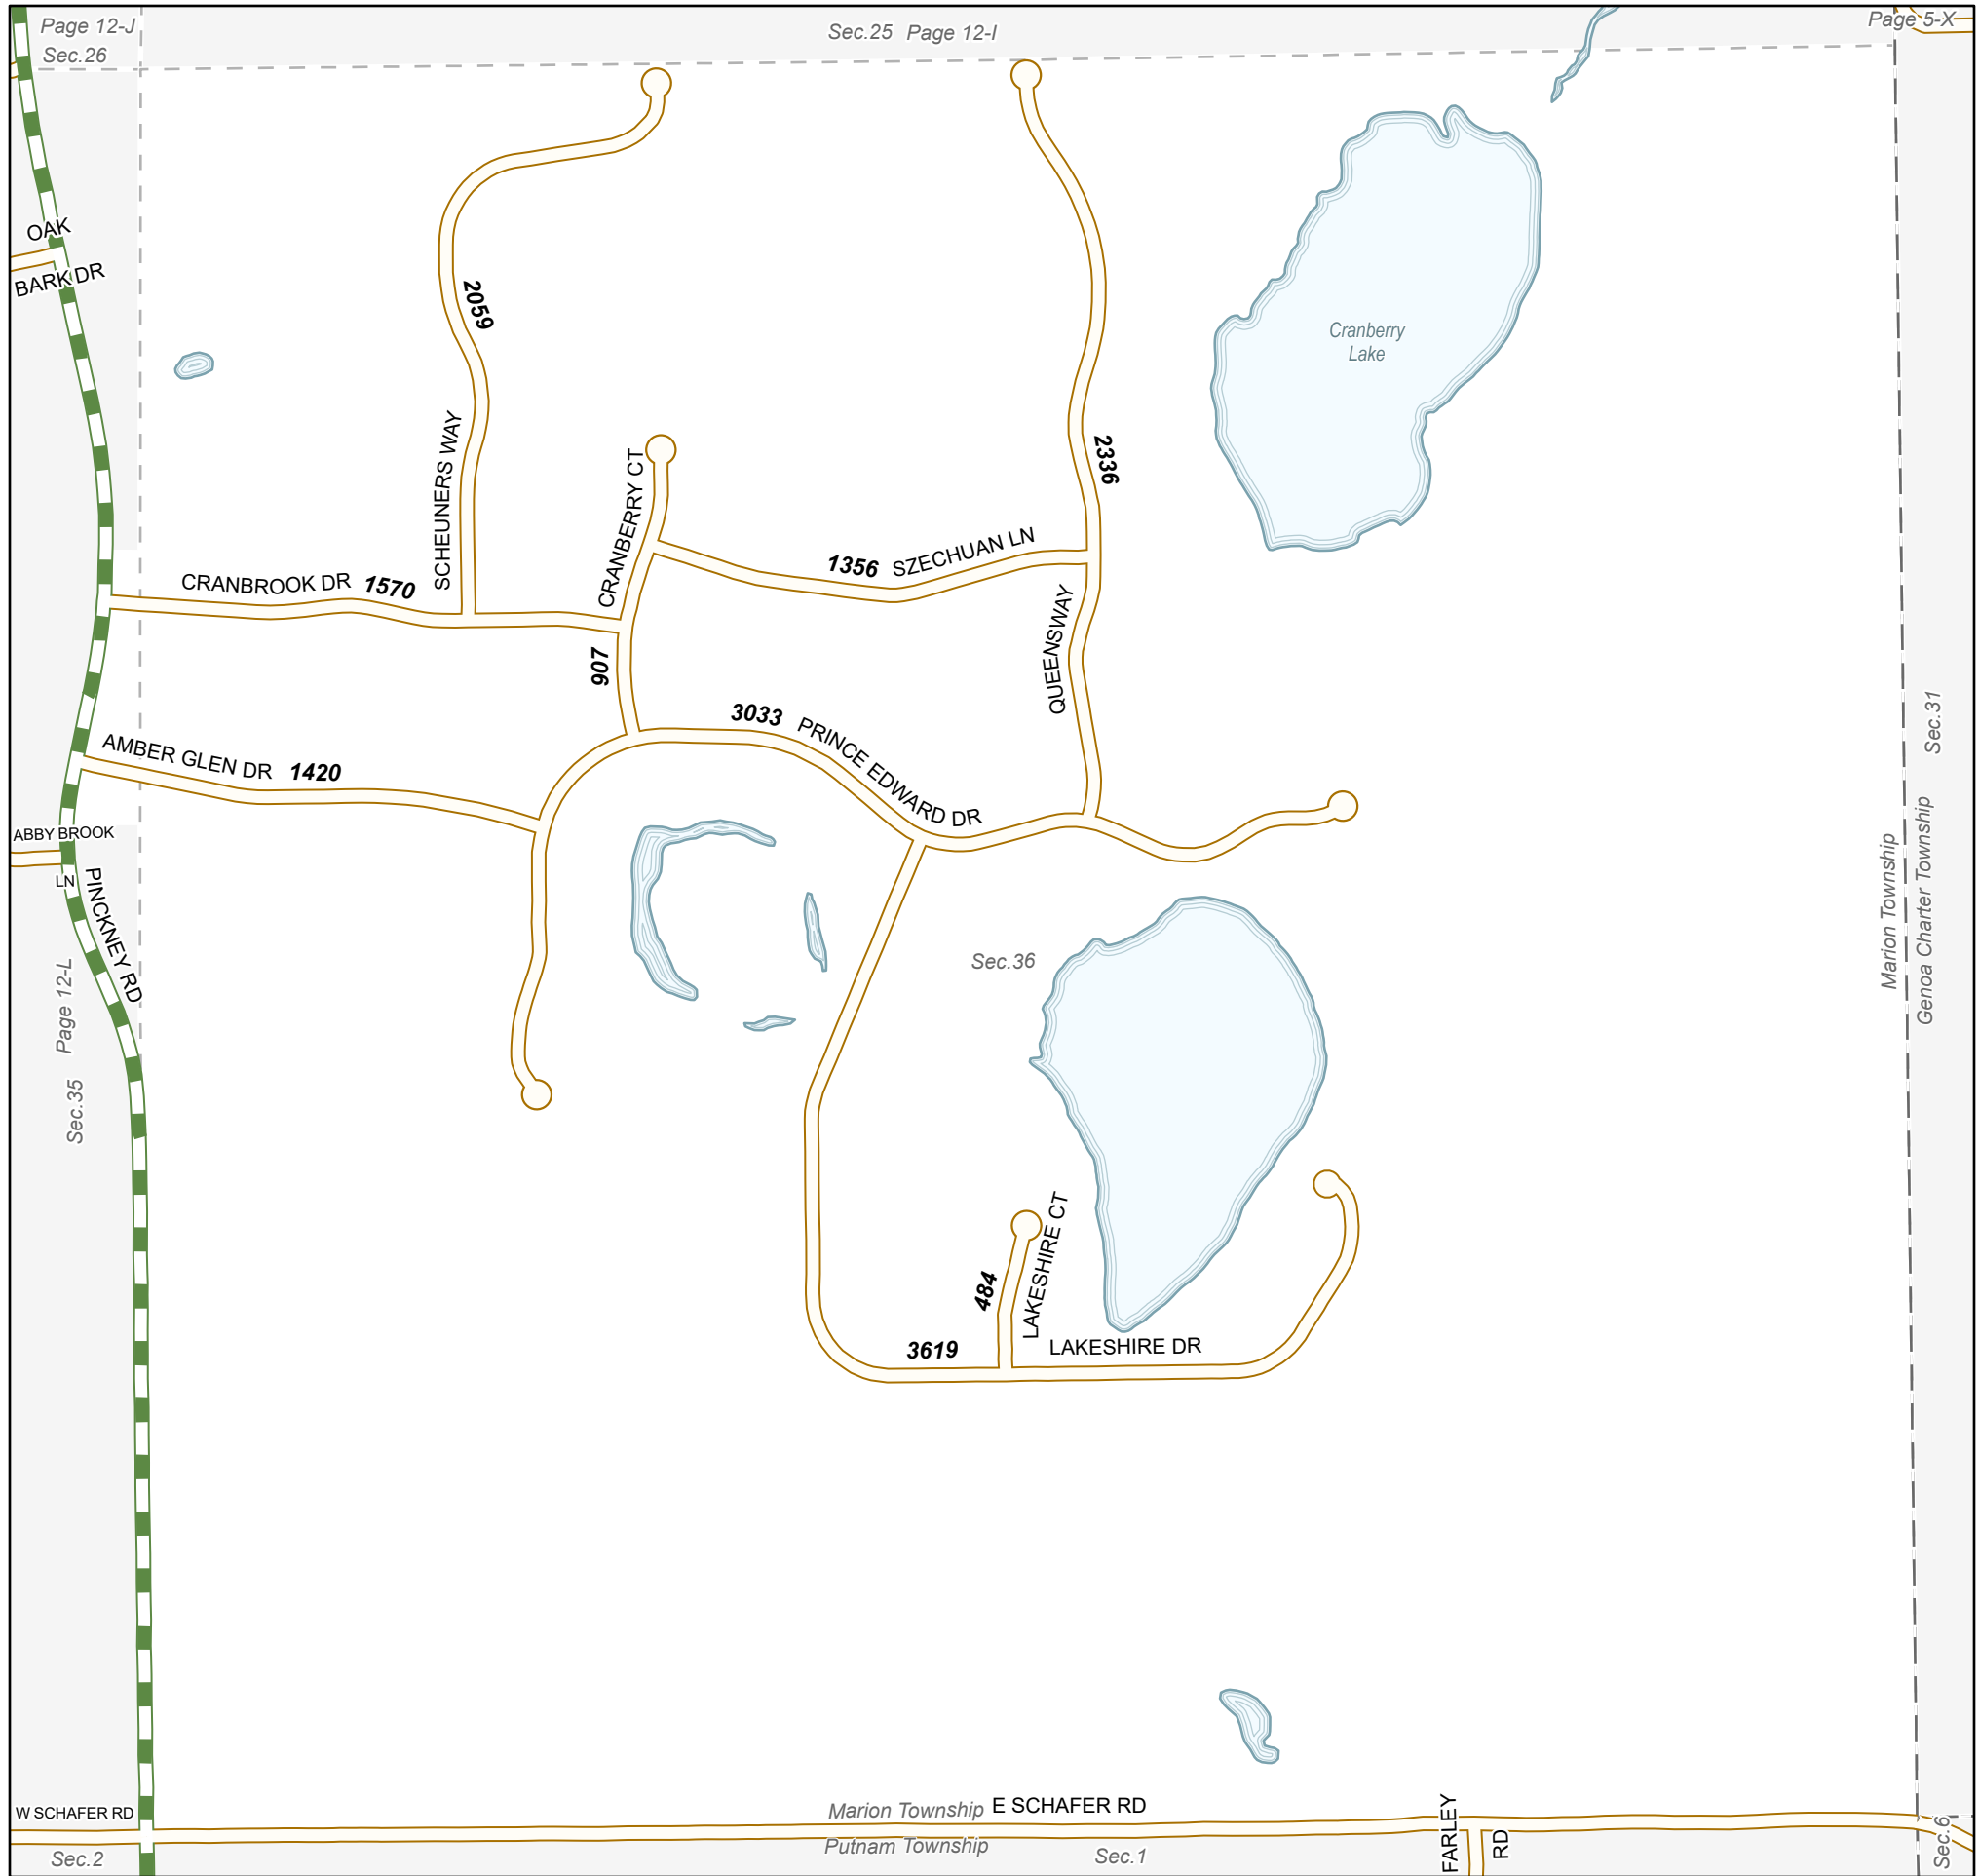 Page 12-J
Sec.26
Sec.25 Page 12-I
Page 5-X
OAK
BARK DR
2059
Cranberry
Lake
SCHEUNERS WAY
CRANBERRY CT
2336
1356 SZECHUAN LN
CRANBROOK DR 1570
QUEENSWAY
907
3033 PRINCE EDWARD DR
AMBER GLEN DR 1420
Sec.31
ABBY BROOK
LN
PINCKNEY RD
Marion Township
Genoa Charter Township
Sec.36
Page 12-L
Sec.35
LAKESHIRE CT
484
3619
LAKESHIRE DR
W SCHAFER RD
Marion Township
E SCHAFER RD
Putnam Township
FARLEY
RD
Sec.2
Sec.1
Sec.6